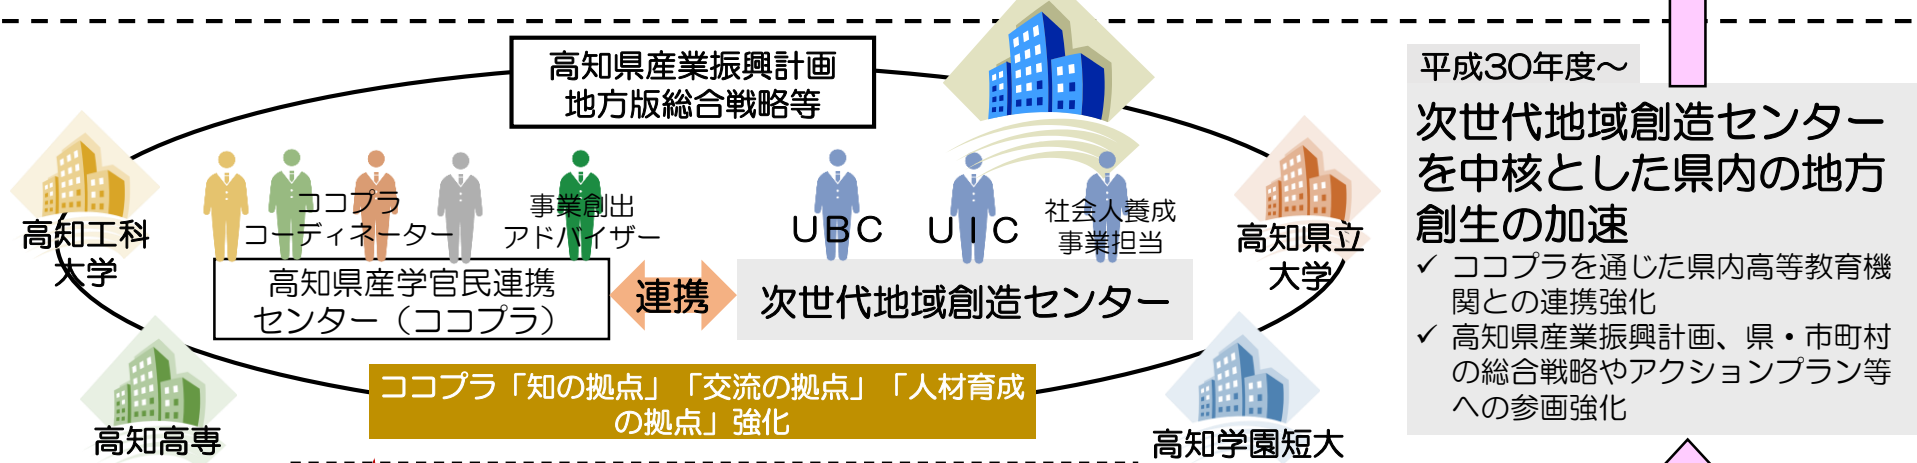 高知県産業振興計画
地方版総合戦略等
高知工科
大学
ココプラ
コーディネーター
事業創出
アドバイザー
UBC
UIC
社会人養成
事業担当
高知県立
大学
高知県産学官民連携
センター（ココプラ）
連携
次世代地域創造センター
ココプラ「知の拠点」「交流の拠点」「人材育成
の拠点」強化
高知高専
高知学園短大
平成30年度～
次世代地域創造センター
を中核とした県内の地方
創生の加速
✓ ココプラを通じた県内高等教育機
関との連携強化
✓ 高知県産業振興計画、県・市町村
の総合戦略やアクションプラン等
への参画強化